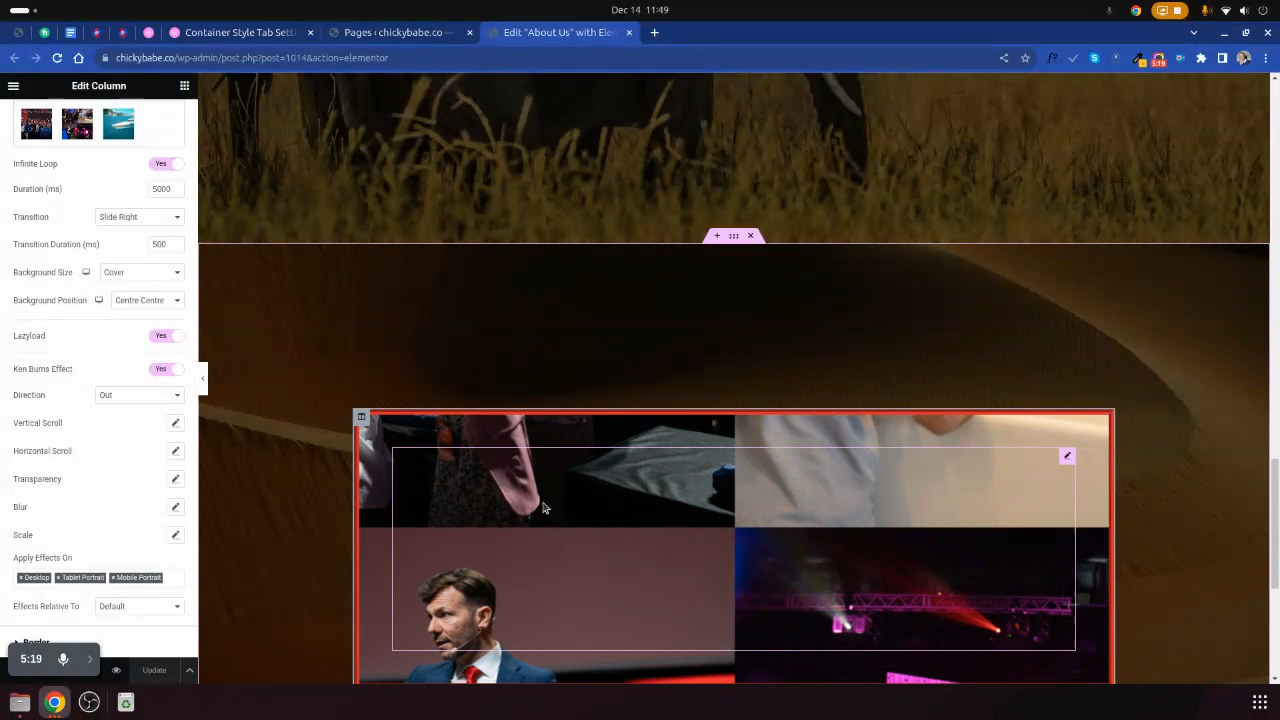 Dec 14 11:49
Container Style Tab Setti
Pages ‹ chickybabe.co —
Edit "About Us" with Elem
chickybabe.co/wp-admin/post.php?post=1014&action=elementor
f?
5:19
Edit Column
Infinite Loop Yes
Duration (ms) 5000
Transition Slide Right
Transition Duration (ms) 500
Background Size Cover
Background Position Centre Centre
Lazyload Yes
Ken Burns Effect Yes
Direction Out
Vertical Scroll
Horizontal Scroll
Transparency
Blur
Scale
Apply Effects On
× Desktop × Tablet Portrait × Mobile Portrait
Effects Relative To Default
Border
5:19
Update